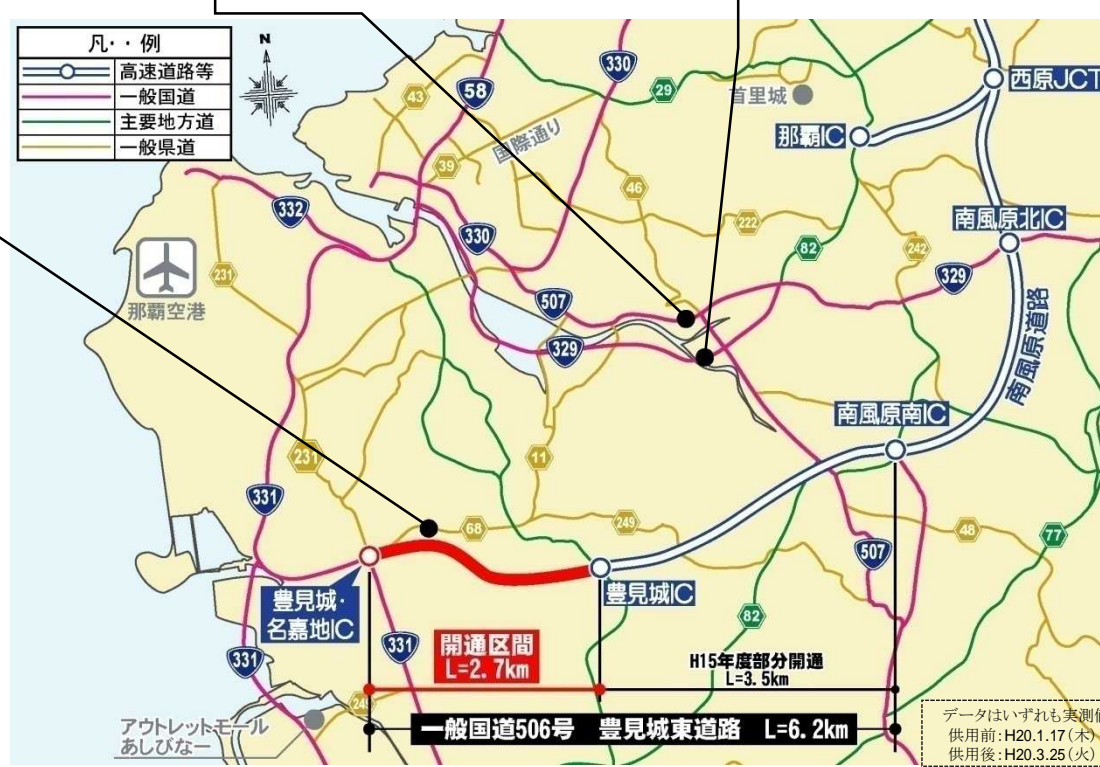 凡・・例
高速道路等
一般国道
主要地方道
一般県道
N
43
58
330
29
首里城
西原JCT
那覇IC
国際通り
39
46
332
330
222
82
242
南風原北IC
231
那覇空港
507
329
329
南風原道路
南風原南IC
231
11
331
68
249
48
77
507
豊見城・
名嘉地IC
豊見城IC
82
331
331
開通区間
L=2.7km
H15年度部分開通
L=3.5km
アウトレットモール
あしびなー
一般国道506号 豊見城東道路 L=6.2km
データはいずれも実測値
供用前:H20.1.17(木)
供用後:H20.3.25(火)